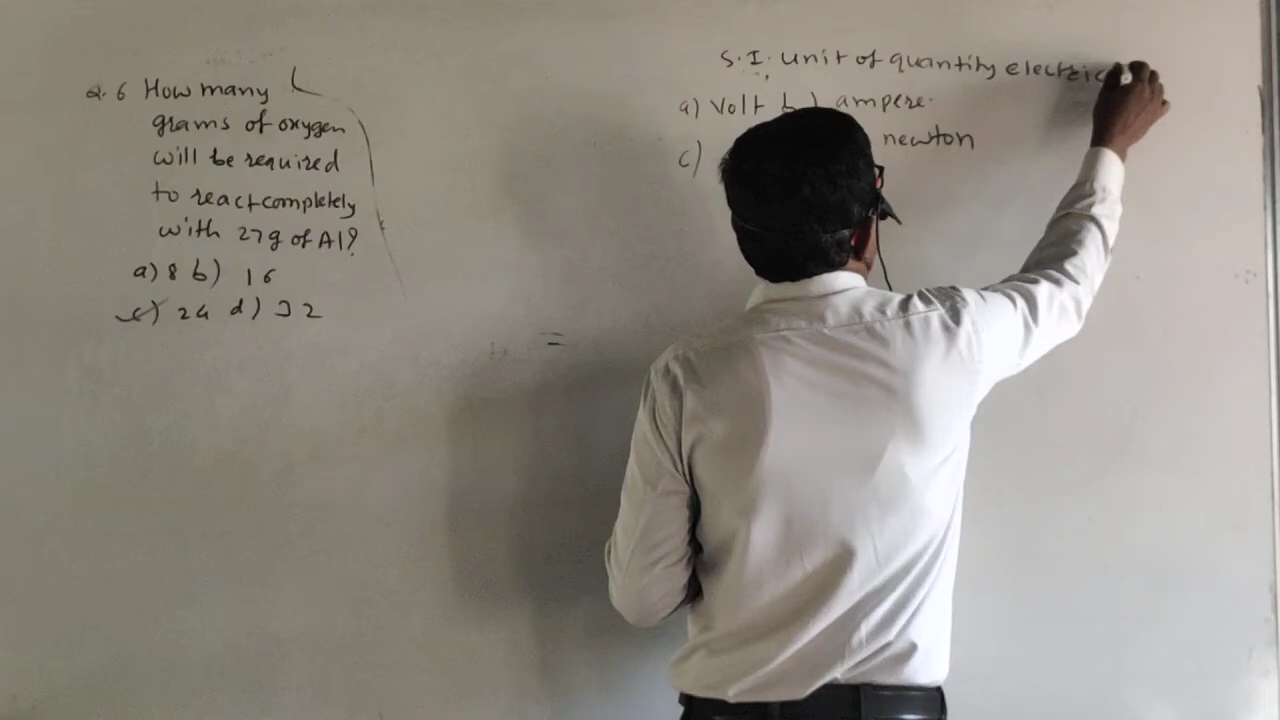 Q. 6 How many
grams of oxygen
will be required
to react completely
with 27g of Al?
a) 8 b) 16
c) 24 d) 32
S.I. unit of quantity electric
a) Volt b) ampere.
c) newton